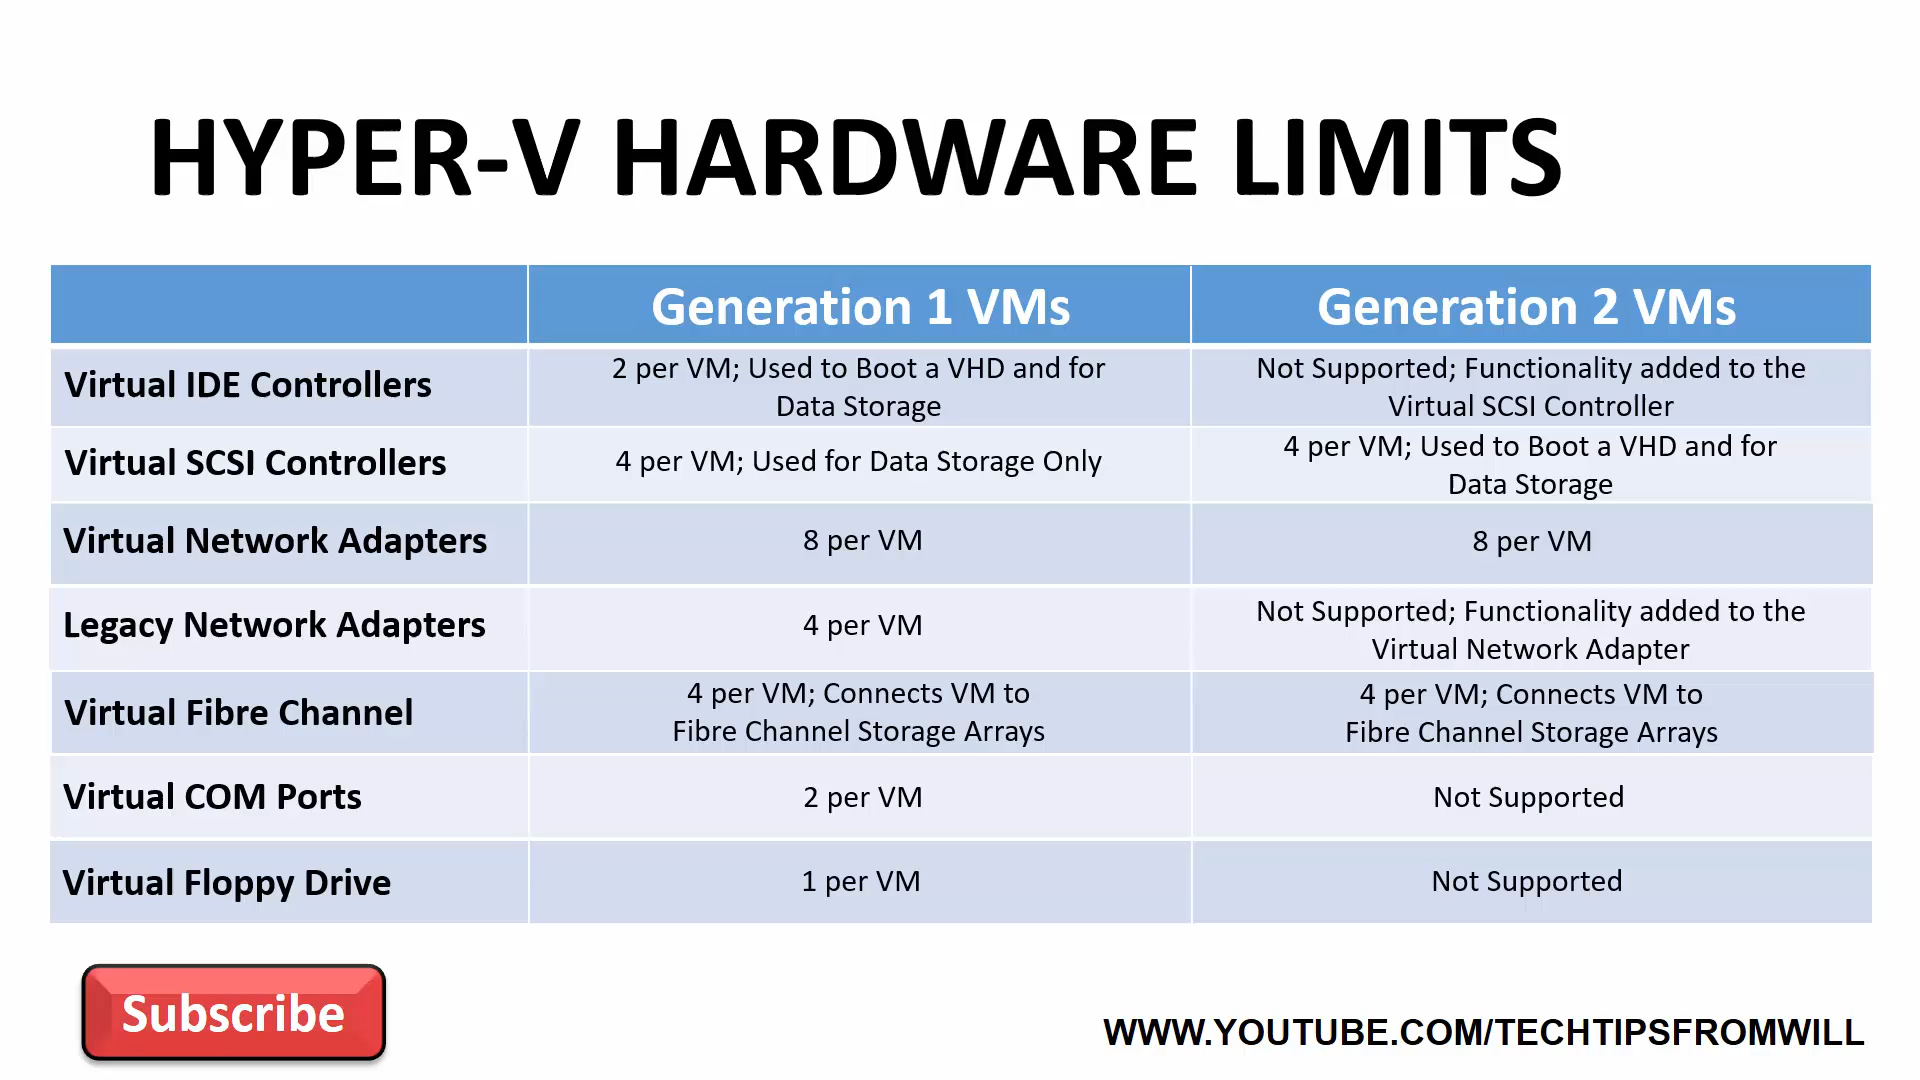 HYPER-V HARDWARE LIMITS
Generation 1 VMs
Generation 2 VMs
Virtual IDE Controllers
2 per VM; Used to Boot a VHD and for
Data Storage
Not Supported; Functionality added to the
Virtual SCSI Controller
Virtual SCSI Controllers
4 per VM; Used for Data Storage Only
4 per VM; Used to Boot a VHD and for
Data Storage
Virtual Network Adapters
8 per VM
8 per VM
Legacy Network Adapters
4 per VM
Not Supported; Functionality added to the
Virtual Network Adapter
Virtual Fibre Channel
4 per VM; Connects VM to
Fibre Channel Storage Arrays
4 per VM; Connects VM to
Fibre Channel Storage Arrays
Virtual COM Ports
2 per VM
Not Supported
Virtual Floppy Drive
1 per VM
Not Supported
Subscribe
WWW.YOUTUBE.COM/TECHTIPSFROMWILL